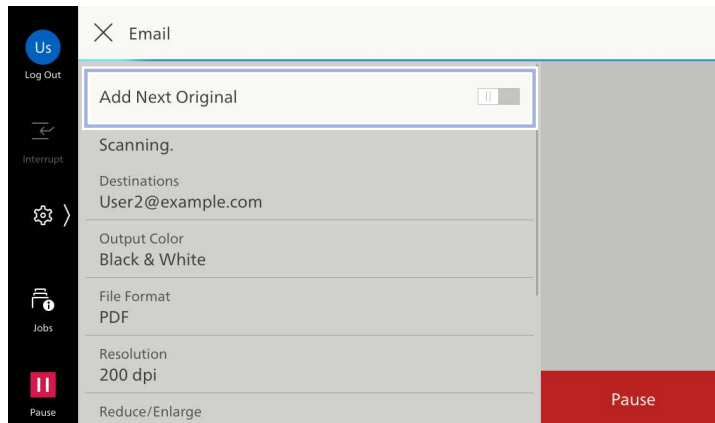 Us
Log Out
Interrupt
Jobs
Pause
Email
Add Next Original
Scanning.
Destinations
User2@example.com
Output Color
Black & White
File Format
PDF
Resolution
200 dpi
Reduce/Enlarge
Pause